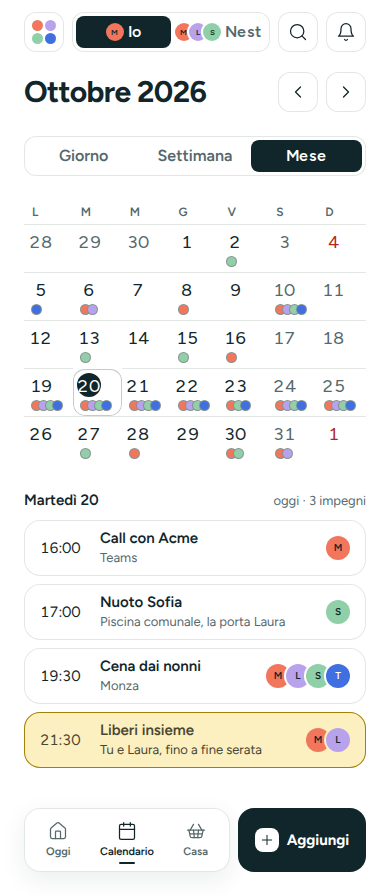 M Io M L S Nest
Ottobre 2026
Giorno Settimana Mese
L M M G V S D
28 29 30 1 2 3 4
5 6 7 8 9 10 11
12 13 14 15 16 17 18
19 20 21 22 23 24 25
26 27 28 29 30 31 1
Martedì 20 oggi · 3 impegni
16:00 Call con Acme M
Teams
17:00 Nuoto Sofia S
Piscina comunale, la porta Laura
19:30 Cena dai nonni M L S T
Monza
21:30 Liberi insieme M L
Tu e Laura, fino a fine serata
Oggi Calendario Casa Aggiungi